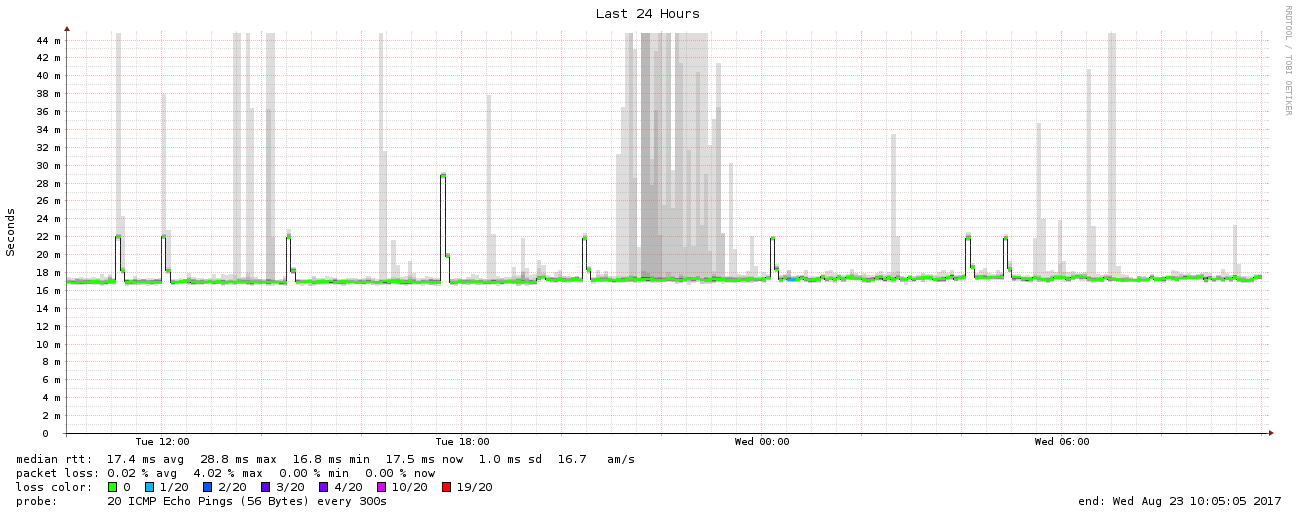 Last 24 Hours
RRDTOOL / TOBI OETIKER
Seconds
44 m
42 m
40 m
38 m
36 m
34 m
32 m
30 m
28 m
26 m
24 m
22 m
20 m
18 m
16 m
14 m
12 m
10 m
8 m
6 m
4 m
2 m
0
Tue 12:00 Tue 18:00 Wed 00:00 Wed 06:00
median rtt: 17.4 ms avg 28.8 ms max 16.8 ms min 17.5 ms now 1.0 ms sd 16.7 am/s
packet loss: 0.02 % avg 4.02 % max 0.00 % min 0.00 % now
loss color: 0 1/20 2/20 3/20 4/20 10/20 19/20
probe: 20 ICMP Echo Pings (56 Bytes) every 300s end: Wed Aug 23 10:05:05 2017